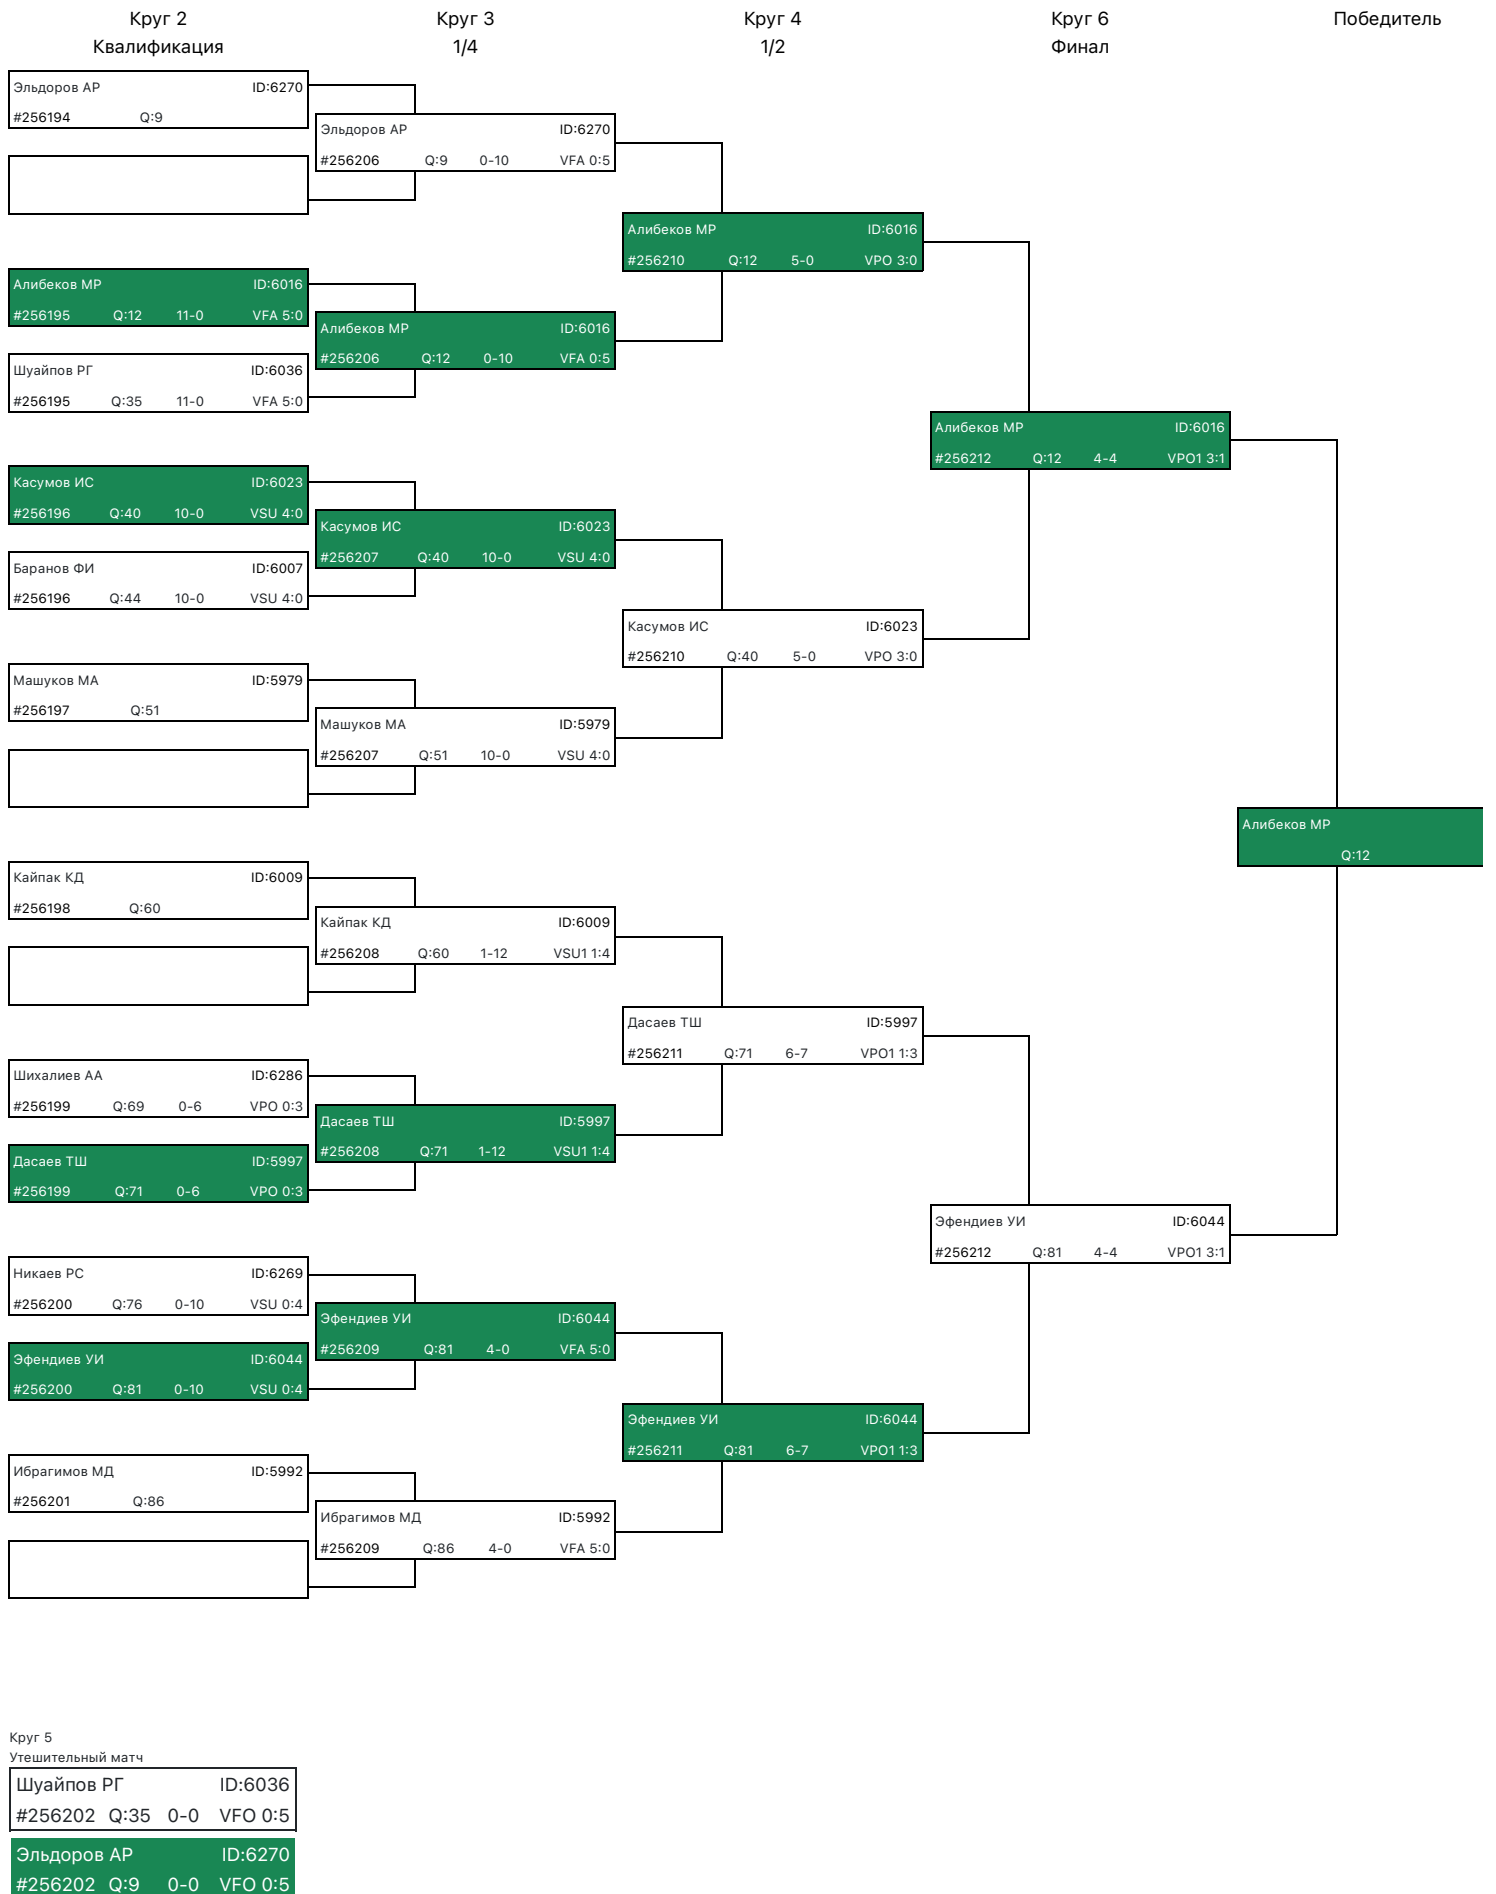 Круг 2
Квалификация
Круг 3
1/4
Круг 4
1/2
Круг 6
Финал
Победитель
Эльдоров АР ID:6270
#256194 Q:9
Алибеков МР ID:6016
#256195 Q:12 11-0 VFA 5:0
Шуайпов РГ ID:6036
#256195 Q:35 11-0 VFA 5:0
Касумов ИС ID:6023
#256196 Q:40 10-0 VSU 4:0
Баранов ФИ ID:6007
#256196 Q:44 10-0 VSU 4:0
Машуков МА ID:5979
#256197 Q:51
Кайпак КД ID:6009
#256198 Q:60
Шихалиев АА ID:6286
#256199 Q:69 0-6 VPO 0:3
Дасаев ТШ ID:5997
#256199 Q:71 0-6 VPO 0:3
Никаев РС ID:6269
#256200 Q:76 0-10 VSU 0:4
Эфендиев УИ ID:6044
#256200 Q:81 0-10 VSU 0:4
Ибрагимов МД ID:5992
#256201 Q:86
Эльдоров АР ID:6270
#256206 Q:9 0-10 VFA 0:5
Алибеков МР ID:6016
#256206 Q:12 0-10 VFA 0:5
Касумов ИС ID:6023
#256207 Q:40 10-0 VSU 4:0
Машуков МА ID:5979
#256207 Q:51 10-0 VSU 4:0
Кайпак КД ID:6009
#256208 Q:60 1-12 VSU1 1:4
Дасаев ТШ ID:5997
#256208 Q:71 1-12 VSU1 1:4
Эфендиев УИ ID:6044
#256209 Q:81 4-0 VFA 5:0
Ибрагимов МД ID:5992
#256209 Q:86 4-0 VFA 5:0
Алибеков МР ID:6016
#256210 Q:12 5-0 VPO 3:0
Касумов ИС ID:6023
#256210 Q:40 5-0 VPO 3:0
Дасаев ТШ ID:5997
#256211 Q:71 6-7 VPO1 1:3
Эфендиев УИ ID:6044
#256211 Q:81 6-7 VPO1 1:3
Алибеков МР ID:6016
#256212 Q:12 4-4 VPO1 3:1
Эфендиев УИ ID:6044
#256212 Q:81 4-4 VPO1 3:1
Алибеков МР
Q:12
Круг 5
Утешительный матч
Шуайпов РГ ID:6036
#256202 Q:35 0-0 VFO 0:5
Эльдоров АР ID:6270
#256202 Q:9 0-0 VFO 0:5